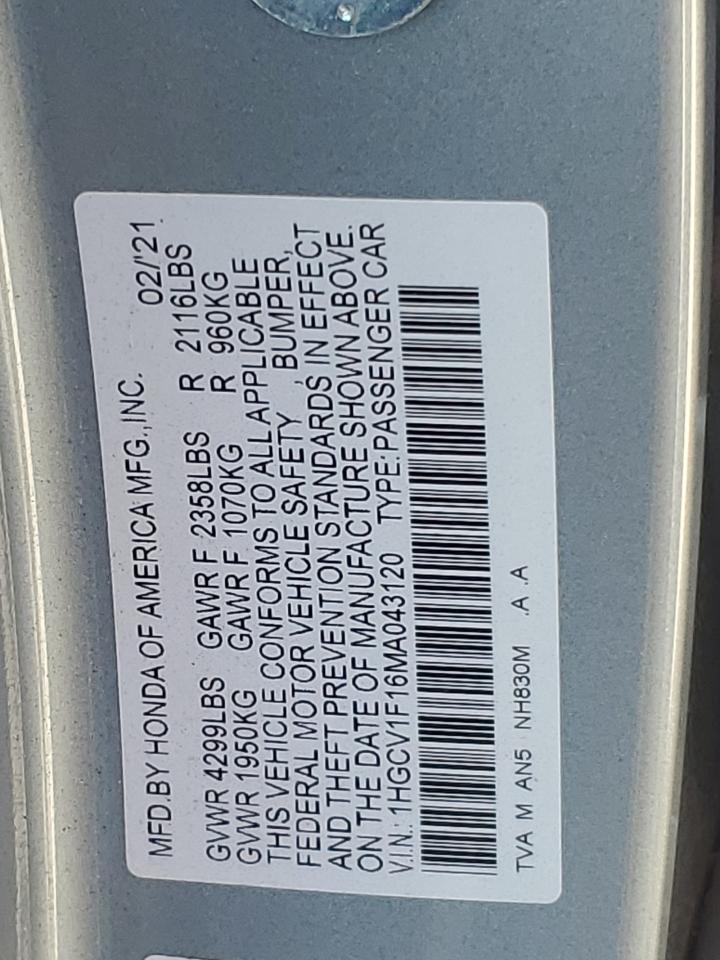 MFD.BY HONDA OF AMERICA MFG.,INC. 02/'21
GVWR 4299LBS GAWR F 2358LBS R 2116LBS
GVWR 1950KG GAWR F 1070KG R 960KG
THIS VEHICLE CONFORMS TO ALL APPLICABLE
FEDERAL MOTOR VEHICLE SAFETY , BUMPER,
AND THEFT PREVENTION STANDARDS IN EFFECT
ON THE DATE OF MANUFACTURE SHOWN ABOVE.
V.I.N.: 1HGCV1F16MA043120 TYPE:PASSENGER CAR
TVA M AN5 NH830M .A .A